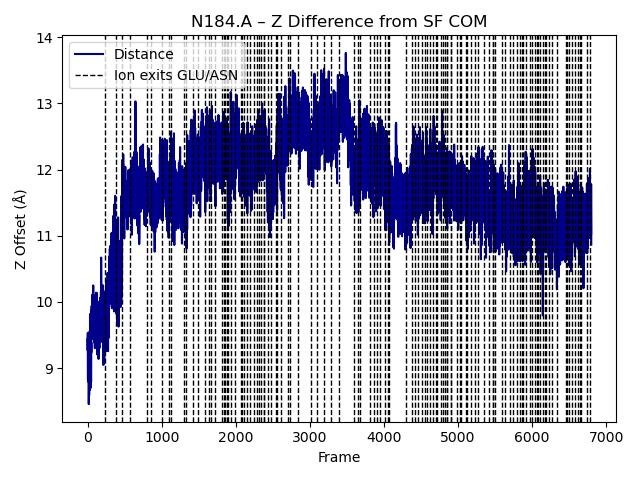 N184.A – Z Difference from SF COM
Distance
Ion exits GLU/ASN
Z Offset (Å)
14
13
12
11
10
9
0 1000 2000 3000 4000 5000 6000 7000
Frame